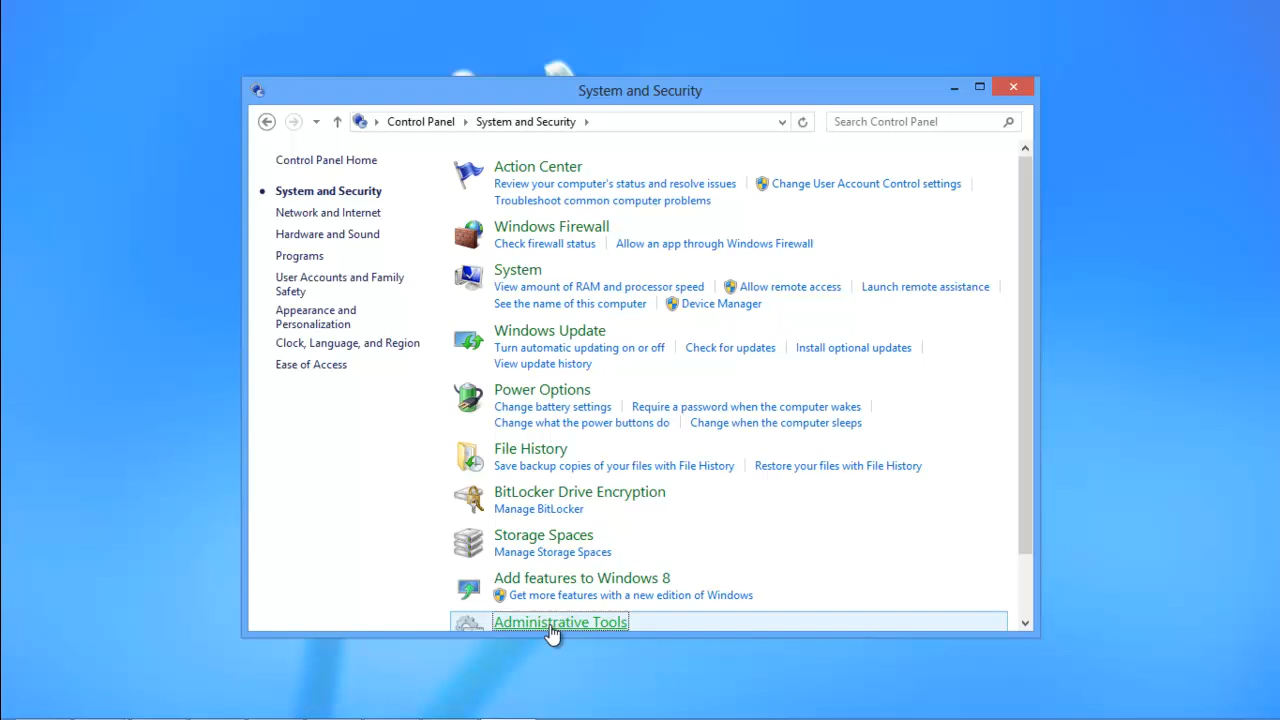 System and Security
Control Panel System and Security
Search Control Panel
Control Panel Home
System and Security
Network and Internet
Hardware and Sound
Programs
User Accounts and Family
Safety
Appearance and
Personalization
Clock, Language, and Region
Ease of Access
Action Center
Review your computer's status and resolve issues Change User Account Control settings
Troubleshoot common computer problems
Windows Firewall
Check firewall status Allow an app through Windows Firewall
System
View amount of RAM and processor speed Allow remote access Launch remote assistance
See the name of this computer Device Manager
Windows Update
Turn automatic updating on or off Check for updates Install optional updates
View update history
Power Options
Change battery settings Require a password when the computer wakes
Change what the power buttons do Change when the computer sleeps
File History
Save backup copies of your files with File History Restore your files with File History
BitLocker Drive Encryption
Manage BitLocker
Storage Spaces
Manage Storage Spaces
Add features to Windows 8
Get more features with a new edition of Windows
Administrative Tools